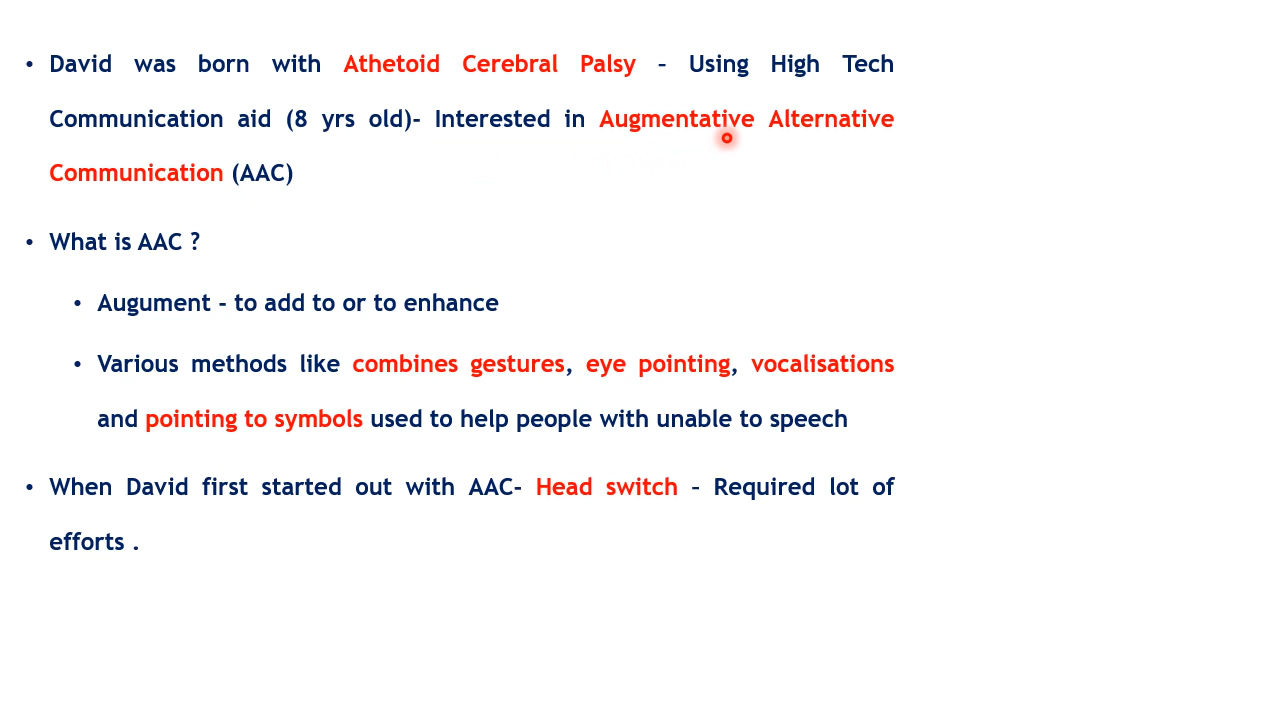 • David was born with Athetoid Cerebral Palsy – Using High Tech
Communication aid (8 yrs old)- Interested in Augmentative Alternative
Communication (AAC)
• What is AAC ?
• Augument - to add to or to enhance
• Various methods like combines gestures, eye pointing, vocalisations
and pointing to symbols used to help people with unable to speech
• When David first started out with AAC- Head switch – Required lot of
efforts .